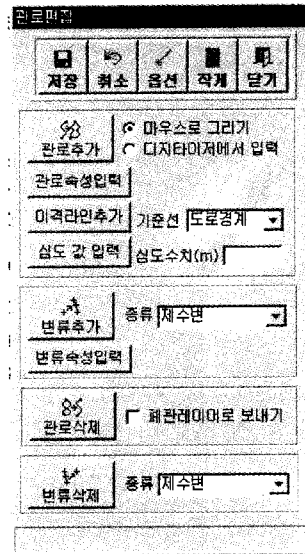 관로편집
저장 취소 옵션 작게 닫기
관로추가
마우스로 그리기
디지타이저에서 입력
관로속성입력
이격라인추가 기준선 도로경계
심도 값 입력 심도수치(m)
변류추가 종류 제수변
변류속성입력
관로삭제 폐관레이어로 보내기
변류삭제 종류 제수변